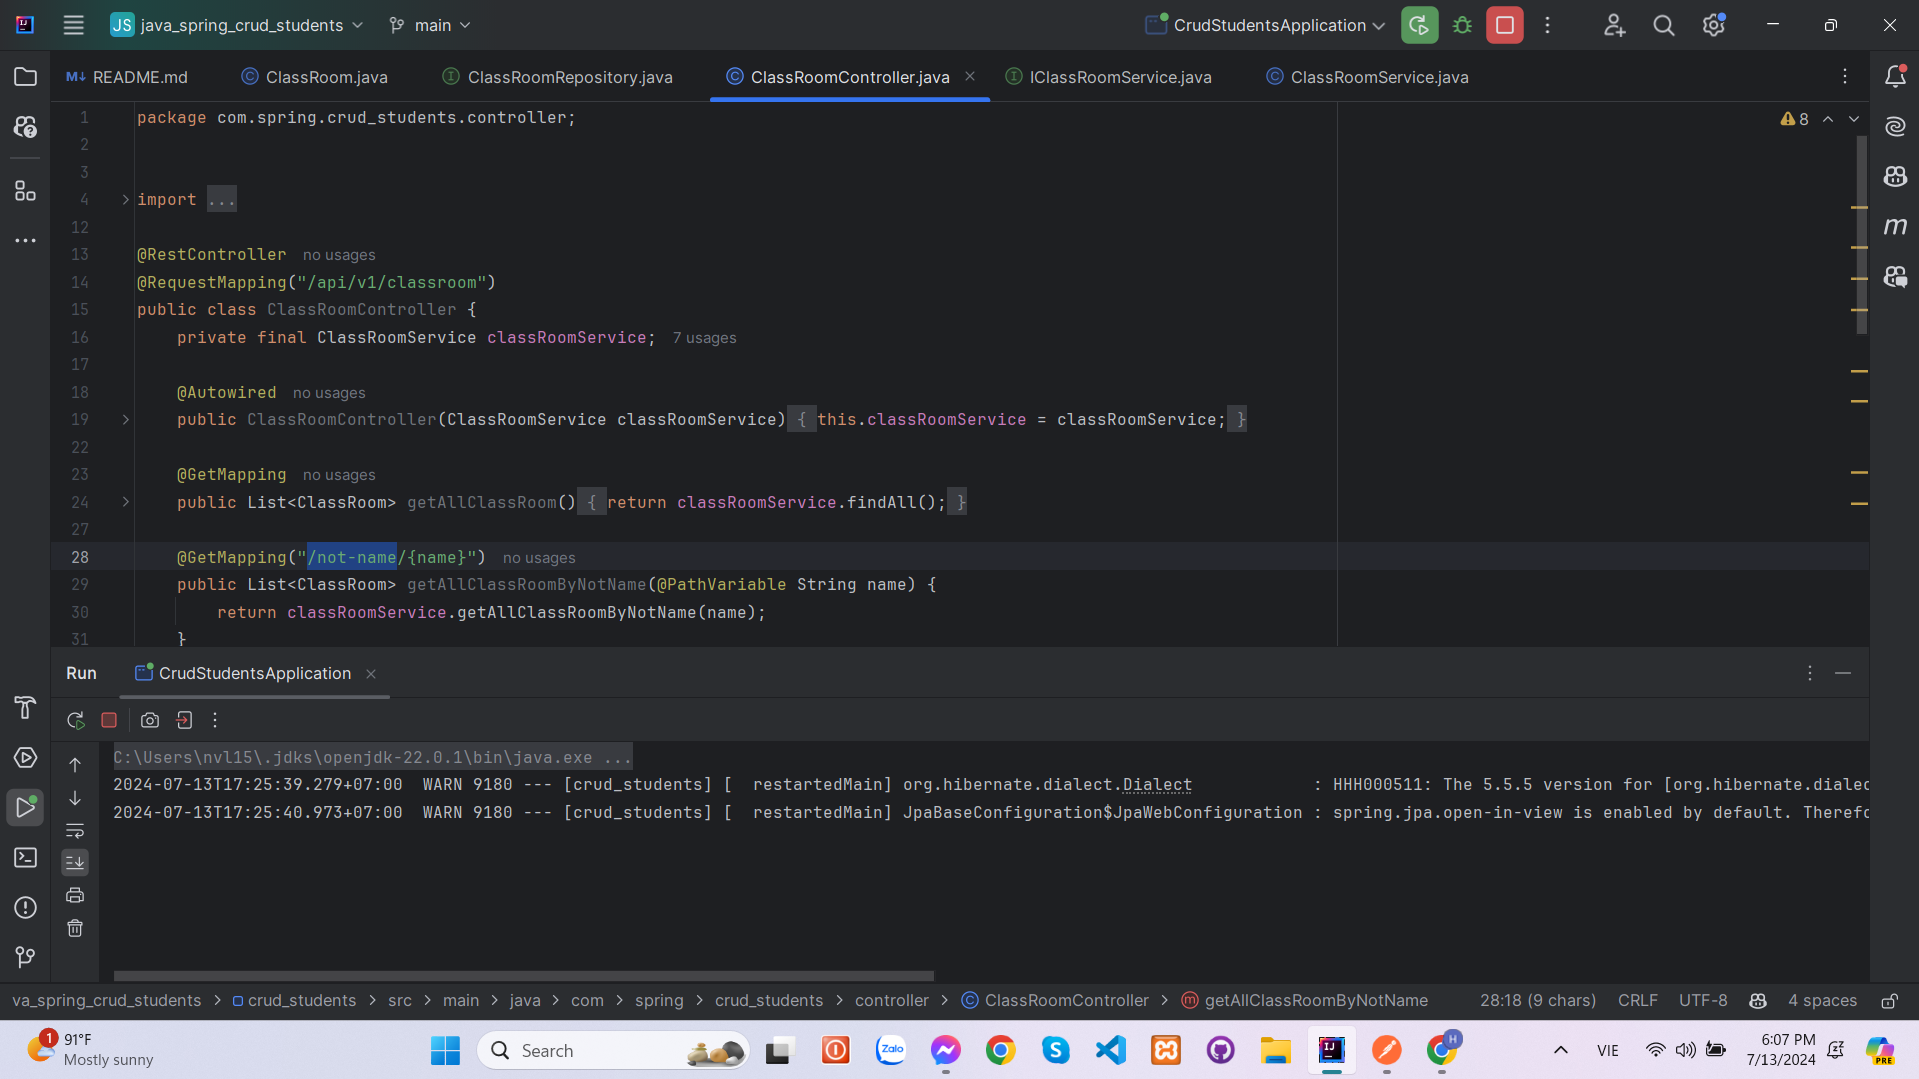 JS java_spring_crud_students main CrudStudentsApplication
README.md ClassRoom.java ClassRoomRepository.java ClassRoomController.java IClassRoomService.java ClassRoomService.java
8
1 package com.spring.crud_students.controller;
2
3
4 import ...
12
13 @RestController no usages
14 @RequestMapping("/api/v1/classroom")
15 public class ClassRoomController {
16 private final ClassRoomService classRoomService; 7 usages
17
18 @Autowired no usages
19 public ClassRoomController(ClassRoomService classRoomService) { this.classRoomService = classRoomService; }
22
23 @GetMapping no usages
24 public List<ClassRoom> getAllClassRoom() { return classRoomService.findAll(); }
27
28 @GetMapping("/not-name/{name}") no usages
29 public List<ClassRoom> getAllClassRoomByNotName(@PathVariable String name) {
30 return classRoomService.getAllClassRoomByNotName(name);
31 }
Run CrudStudentsApplication
C:\Users\nvl15\.jdks\openjdk-22.0.1\bin\java.exe ...
2024-07-13T17:25:39.279+07:00  WARN 9180 --- [crud_students] [  restartedMain] org.hibernate.dialect.Dialect : HHH000511: The 5.5.5 version for [org.hibernate.dialec
2024-07-13T17:25:40.973+07:00  WARN 9180 --- [crud_students] [  restartedMain] JpaBaseConfiguration$JpaWebConfiguration : spring.jpa.open-in-view is enabled by default. Therefo
va_spring_crud_students > crud_students > src > main > java > com > spring > crud_students > controller > ClassRoomController > getAllClassRoomByNotName 28:18 (9 chars) CRLF UTF-8 4 spaces
1 91°F
Mostly sunny
Search
Zalo
VIE
6:07 PM
7/13/2024
PRE